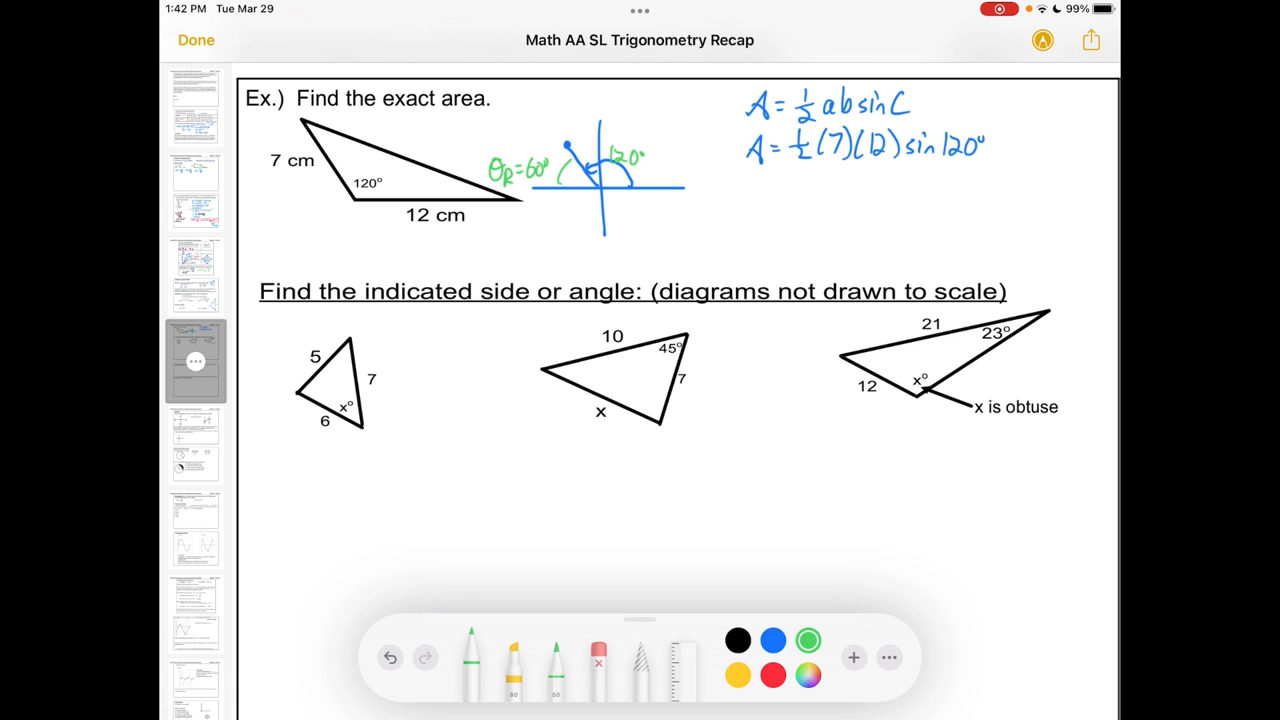 1:42 PM Tue Mar 29
99%
Done
Math AA SL Trigonometry Recap
Ex.) Find the exact area.
7 cm
120°
12 cm
θR=60°
120°
A = ½ ab sin C
A = ½ (7)(12) sin 120°
Find the indicated side or angle: (diagrams not drawn to scale)
5
7
6
x°
10
45°
7
x
21
23°
12
x°
x is obtuse
80
50